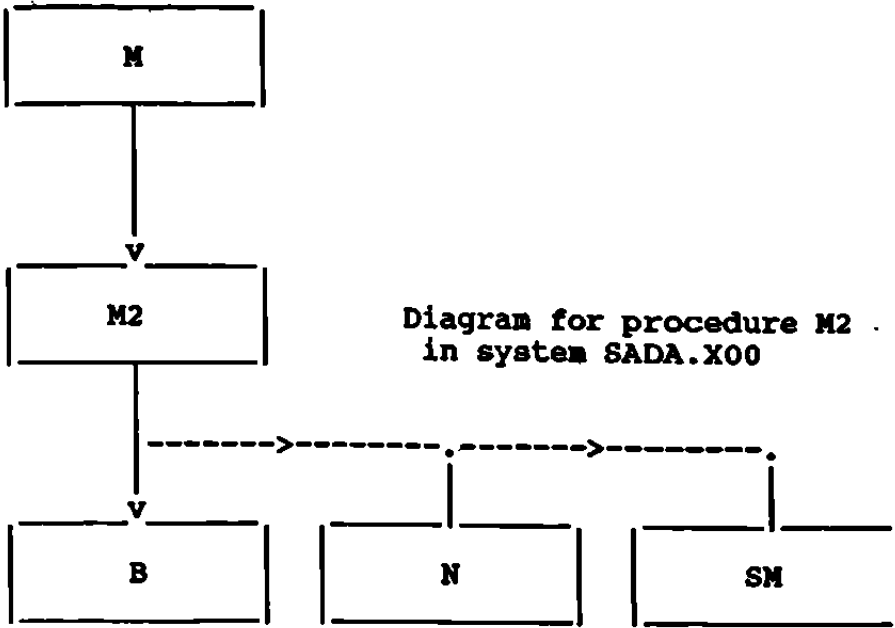 M
M2
Diagram for procedure M2
in system SADA.X00
B
N
SM